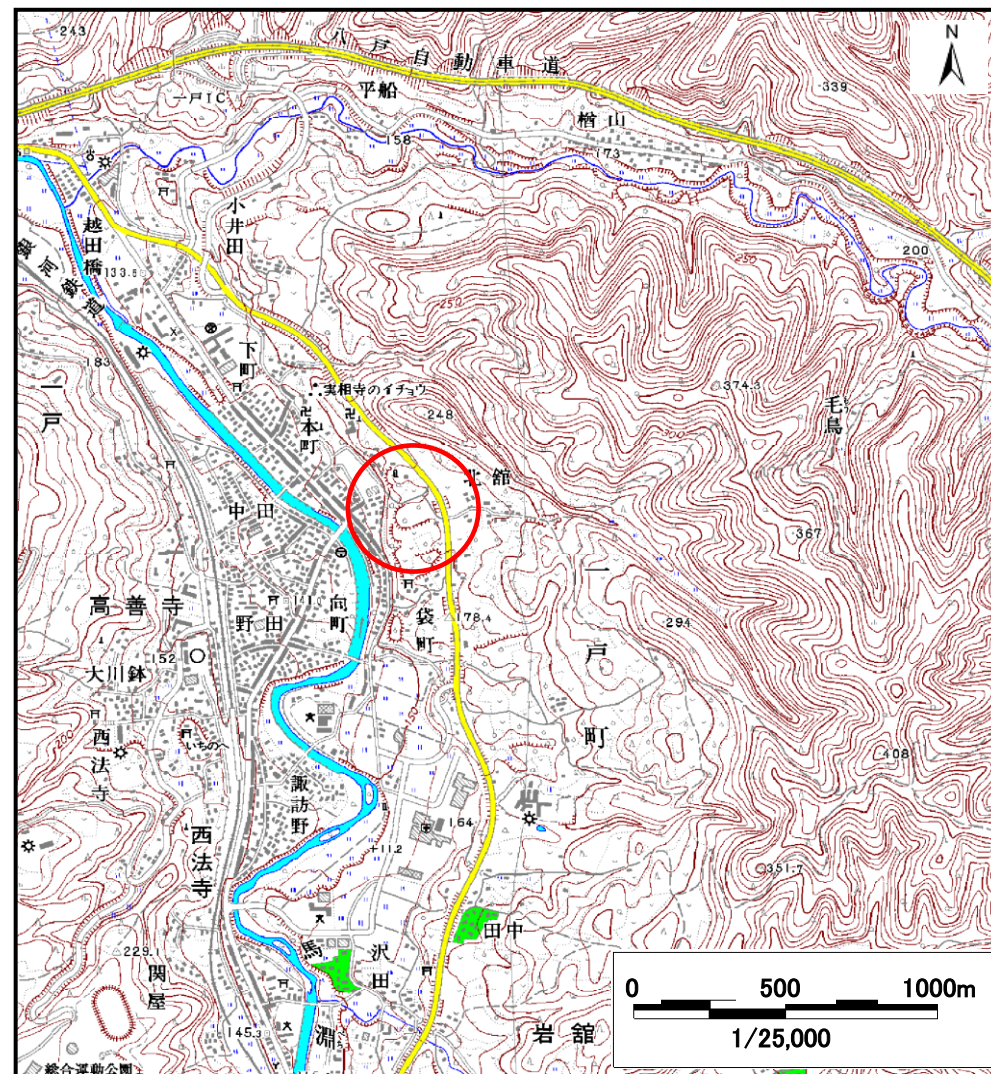 243
八戸自動車道
N
一戸IC
平船
339
158
檜山
173
小井田
越田橋
200
銀河鉄道
133.5
250
250
下町
183
実相寺のイチョウ
374.3
一戸
本町
248
毛鳥
北舘
中田
367
一戸町
高善寺
野田
向町
袋町
178.4
294
152
大川鉢
150
西法寺
いちのへ
200
408
諏訪野
164
西法寺
+11.2
351.7
田中
229
馬淵
沢田
関屋
岩舘
145.3
総合運動公園
0 500 1000m
1/25,000